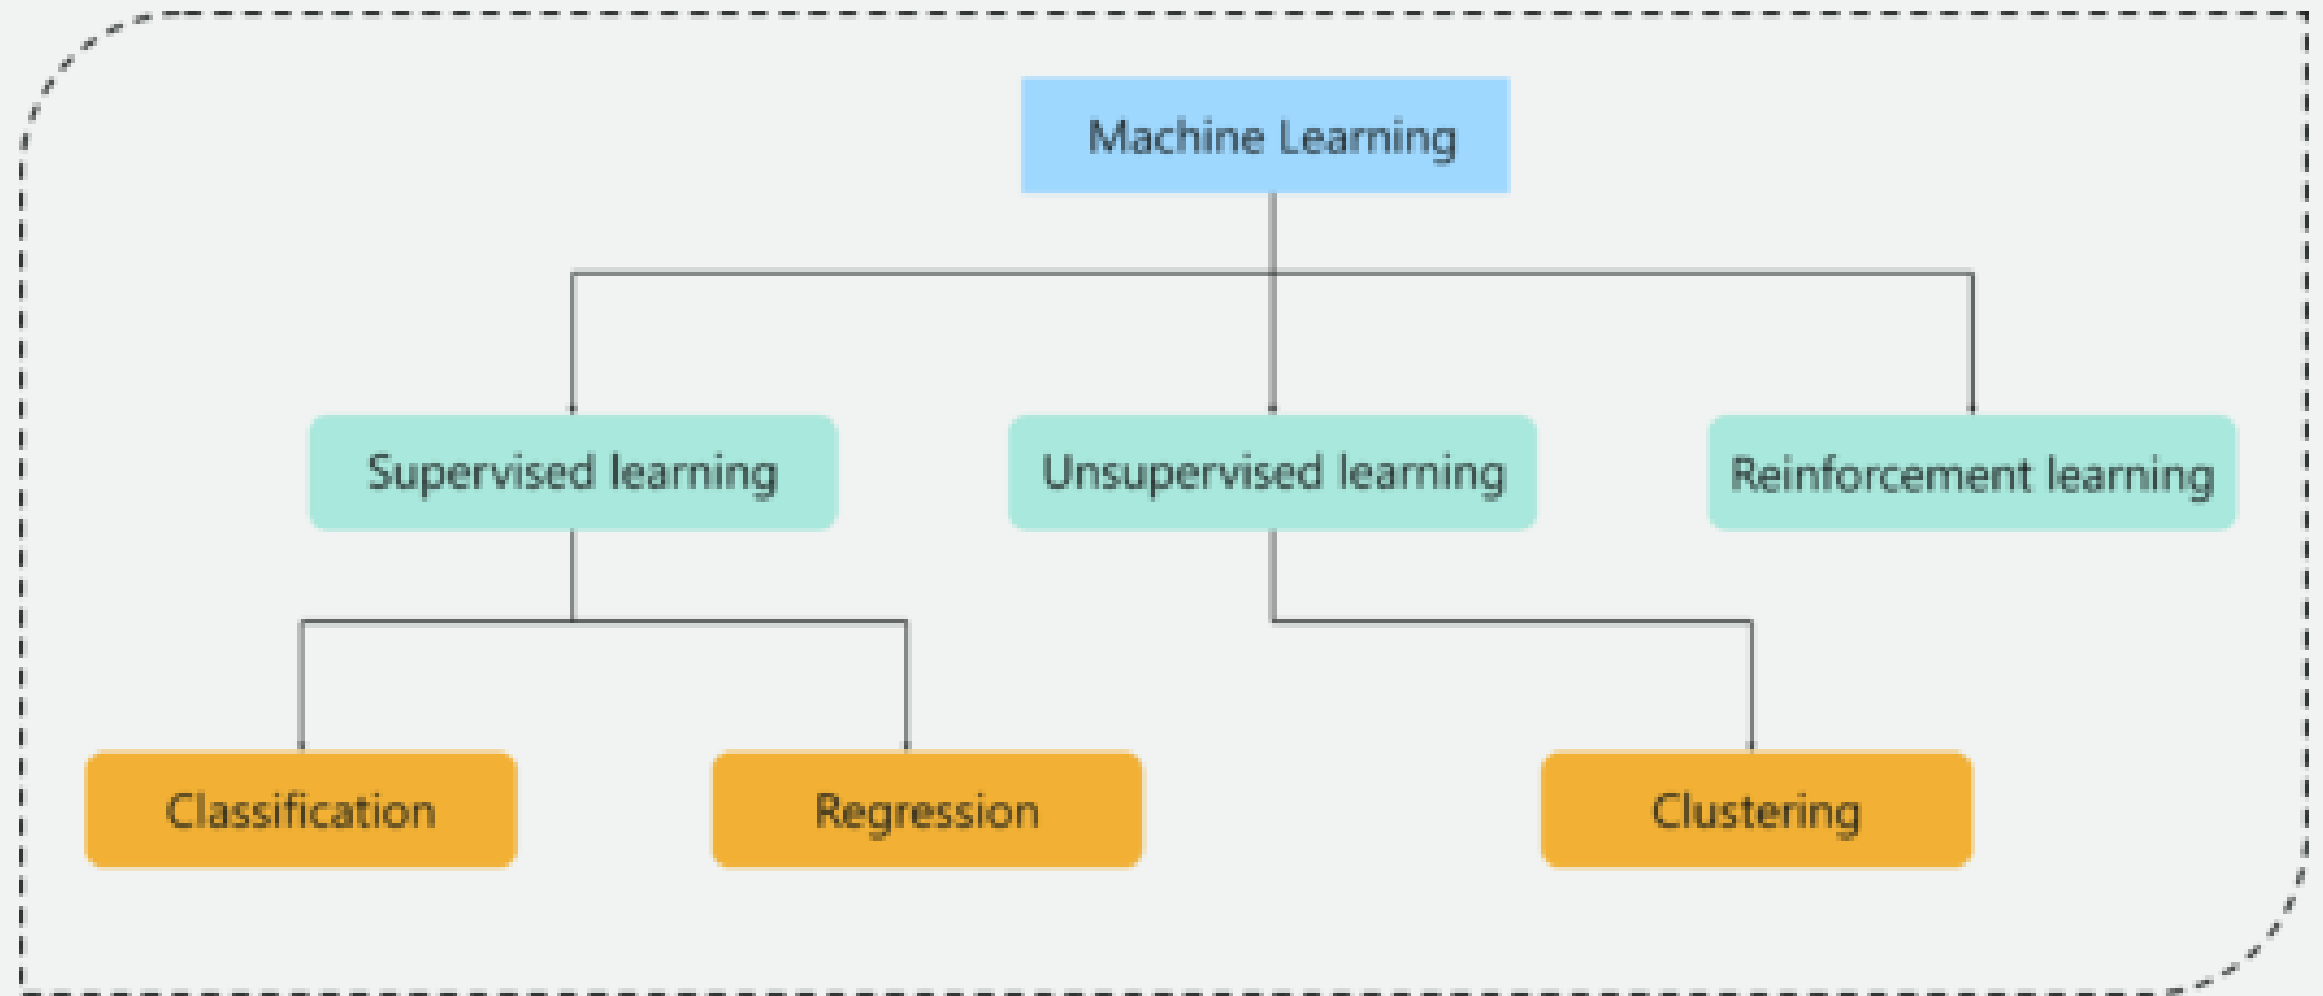 Machine Learning
Supervised learning
Unsupervised learning
Reinforcement learning
Classification
Regression
Clustering